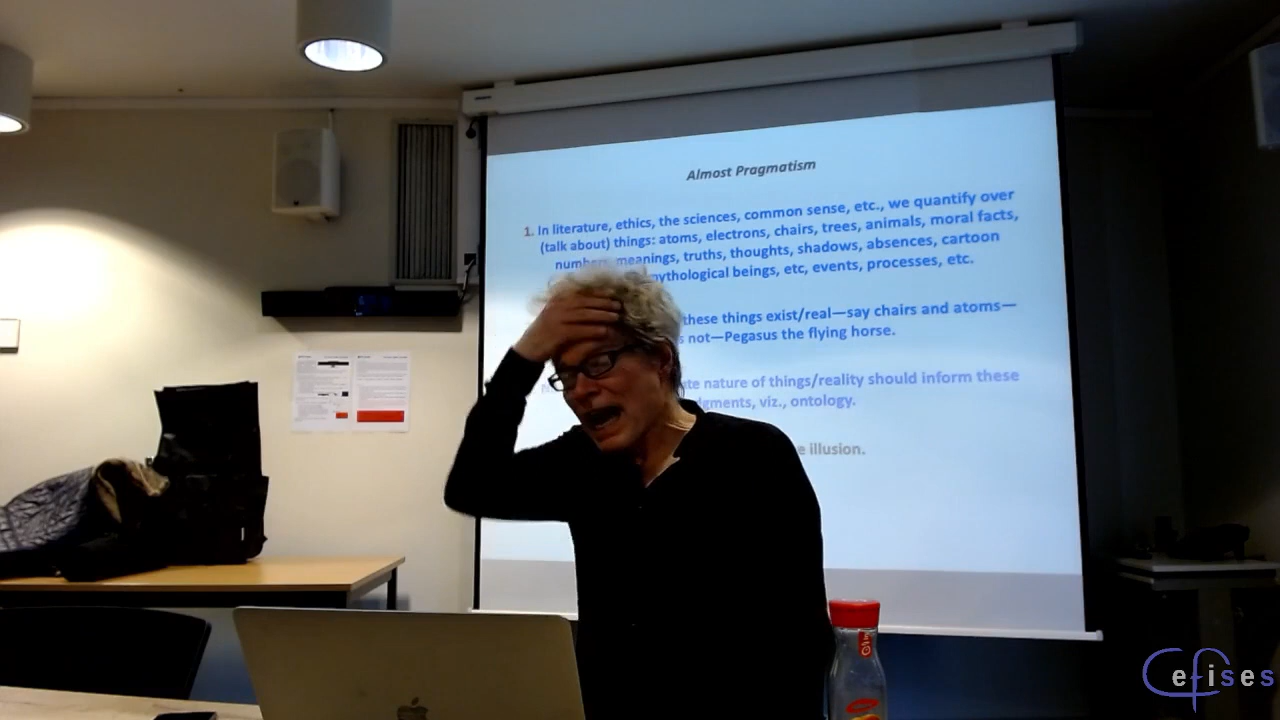 Almost Pragmatism
1. In literature, ethics, the sciences, common sense, etc., we quantify over
(talk about) things: atoms, electrons, chairs, trees, animals, moral facts,
meanings, truths, thoughts, shadows, absences, cartoon
mythological beings, etc, events, processes, etc.
these things exist/real—say chairs and atoms—
not—Pegasus the flying horse.
nature of things/reality should inform these
viz., ontology.
illusion.
Cefises